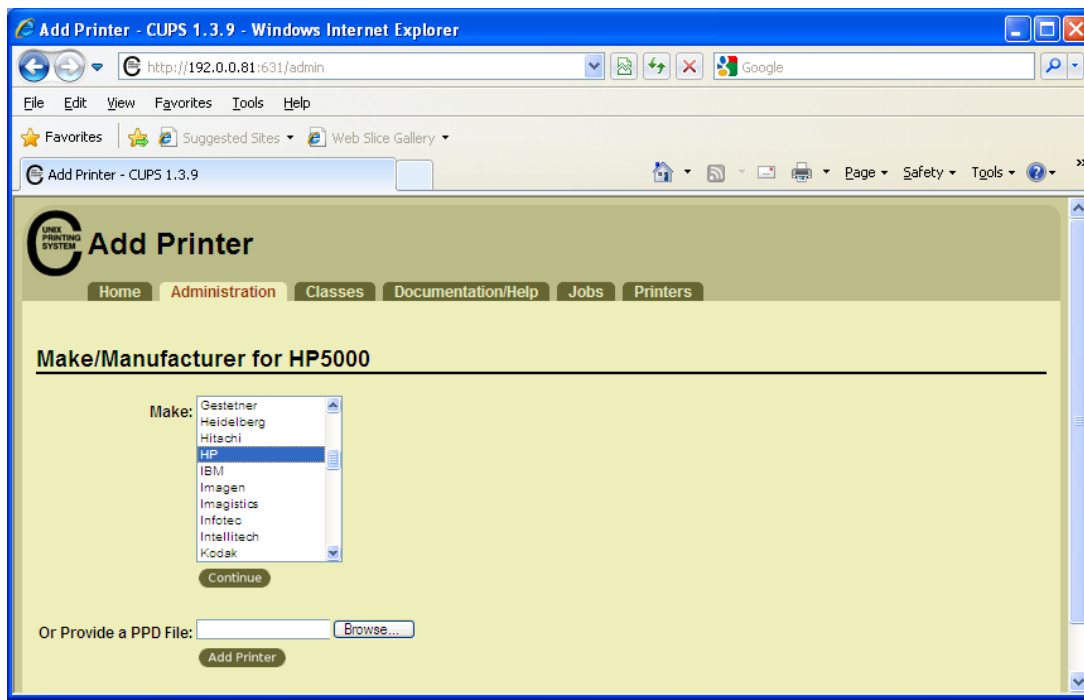 Add Printer - CUPS 1.3.9 - Windows Internet Explorer
http://192.0.0.81:631/admin
Google
File Edit View Favorites Tools Help
Favorites Suggested Sites Web Slice Gallery
Add Printer - CUPS 1.3.9
Page Safety Tools
UNIX
PRINTING
SYSTEM
Add Printer
Home Administration Classes Documentation/Help Jobs Printers
Make/Manufacturer for HP5000
Make:
Gestetner
Heidelberg
Hitachi
HP
IBM
Imagen
Imagistics
Infotec
Intellitech
Kodak
Continue
Or Provide a PPD File: Browse...
Add Printer